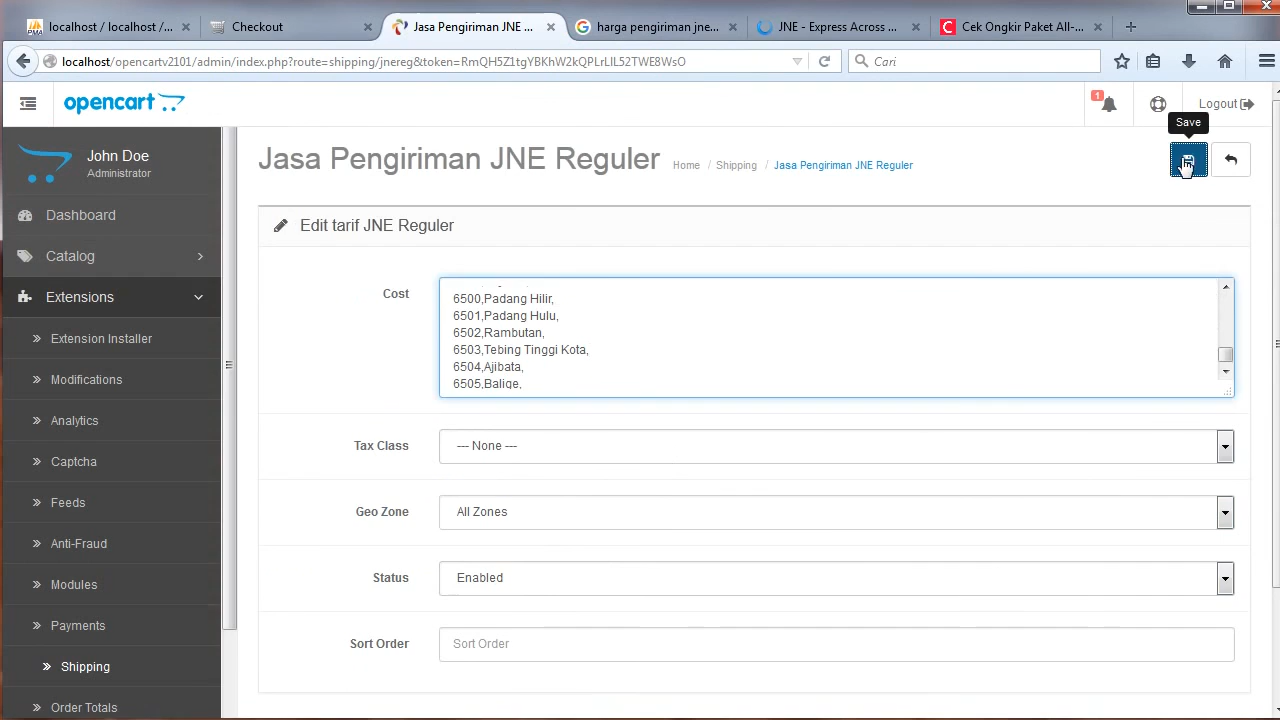 localhost / localhost /...
Checkout
Jasa Pengiriman JNE ...
harga pengiriman jne...
JNE - Express Across ...
Cek Ongkir Paket All-...
localhost/opencartv2101/admin/index.php?route=shipping/jnereg&token=RmQH5Z1tgYBKhW2kQPLrLIL52TWE8WsO
Cari
opencart
1
Logout
Save
John Doe
Administrator
Jasa Pengiriman JNE Reguler
Home / Shipping / Jasa Pengiriman JNE Reguler
Dashboard
Catalog
Extensions
Extension Installer
Modifications
Analytics
Captcha
Feeds
Anti-Fraud
Modules
Payments
Shipping
Order Totals
Edit tarif JNE Reguler
Cost
6500,Padang Hilir,
6501,Padang Hulu,
6502,Rambutan,
6503,Tebing Tinggi Kota,
6504,Ajibata,
6505,Balige,
Tax Class
--- None ---
Geo Zone
All Zones
Status
Enabled
Sort Order
Sort Order